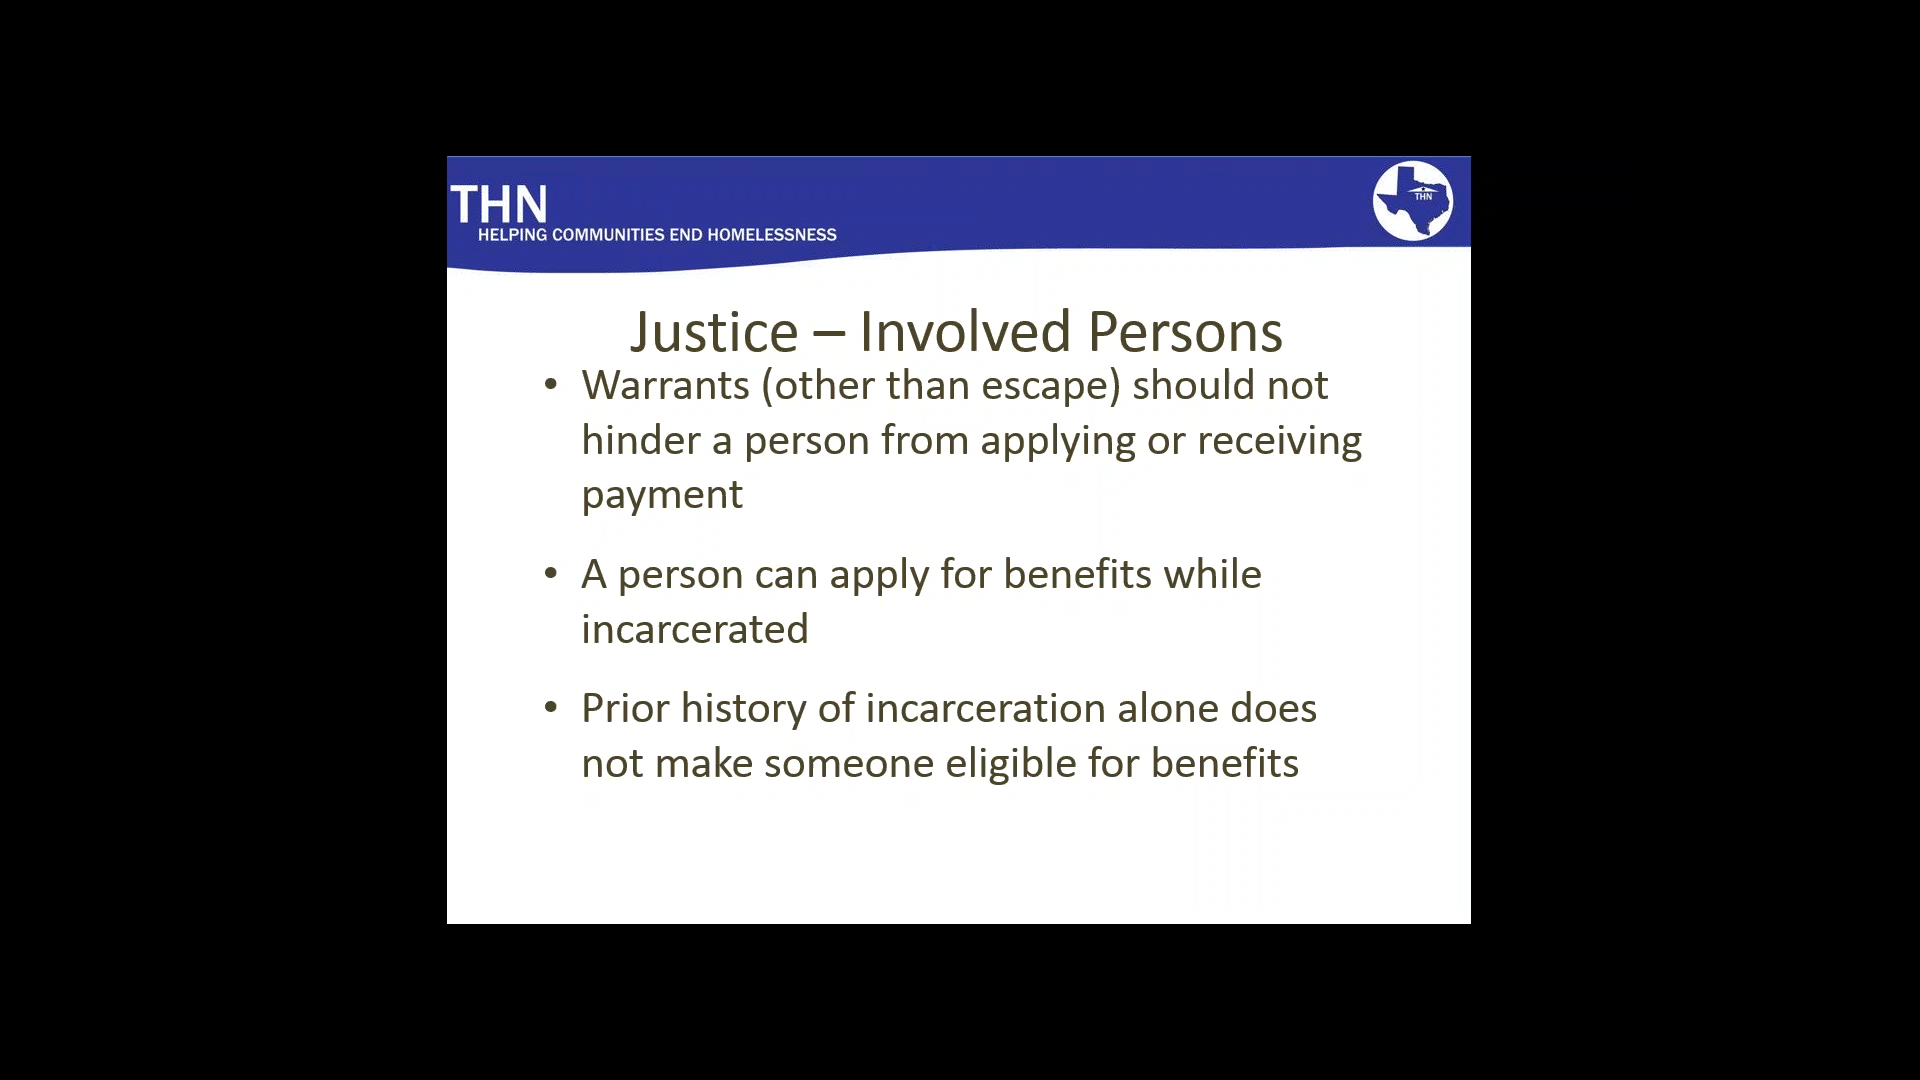 THN
HELPING COMMUNITIES END HOMELESSNESS
THN
Justice – Involved Persons
• Warrants (other than escape) should not
hinder a person from applying or receiving
payment
• A person can apply for benefits while
incarcerated
• Prior history of incarceration alone does
not make someone eligible for benefits